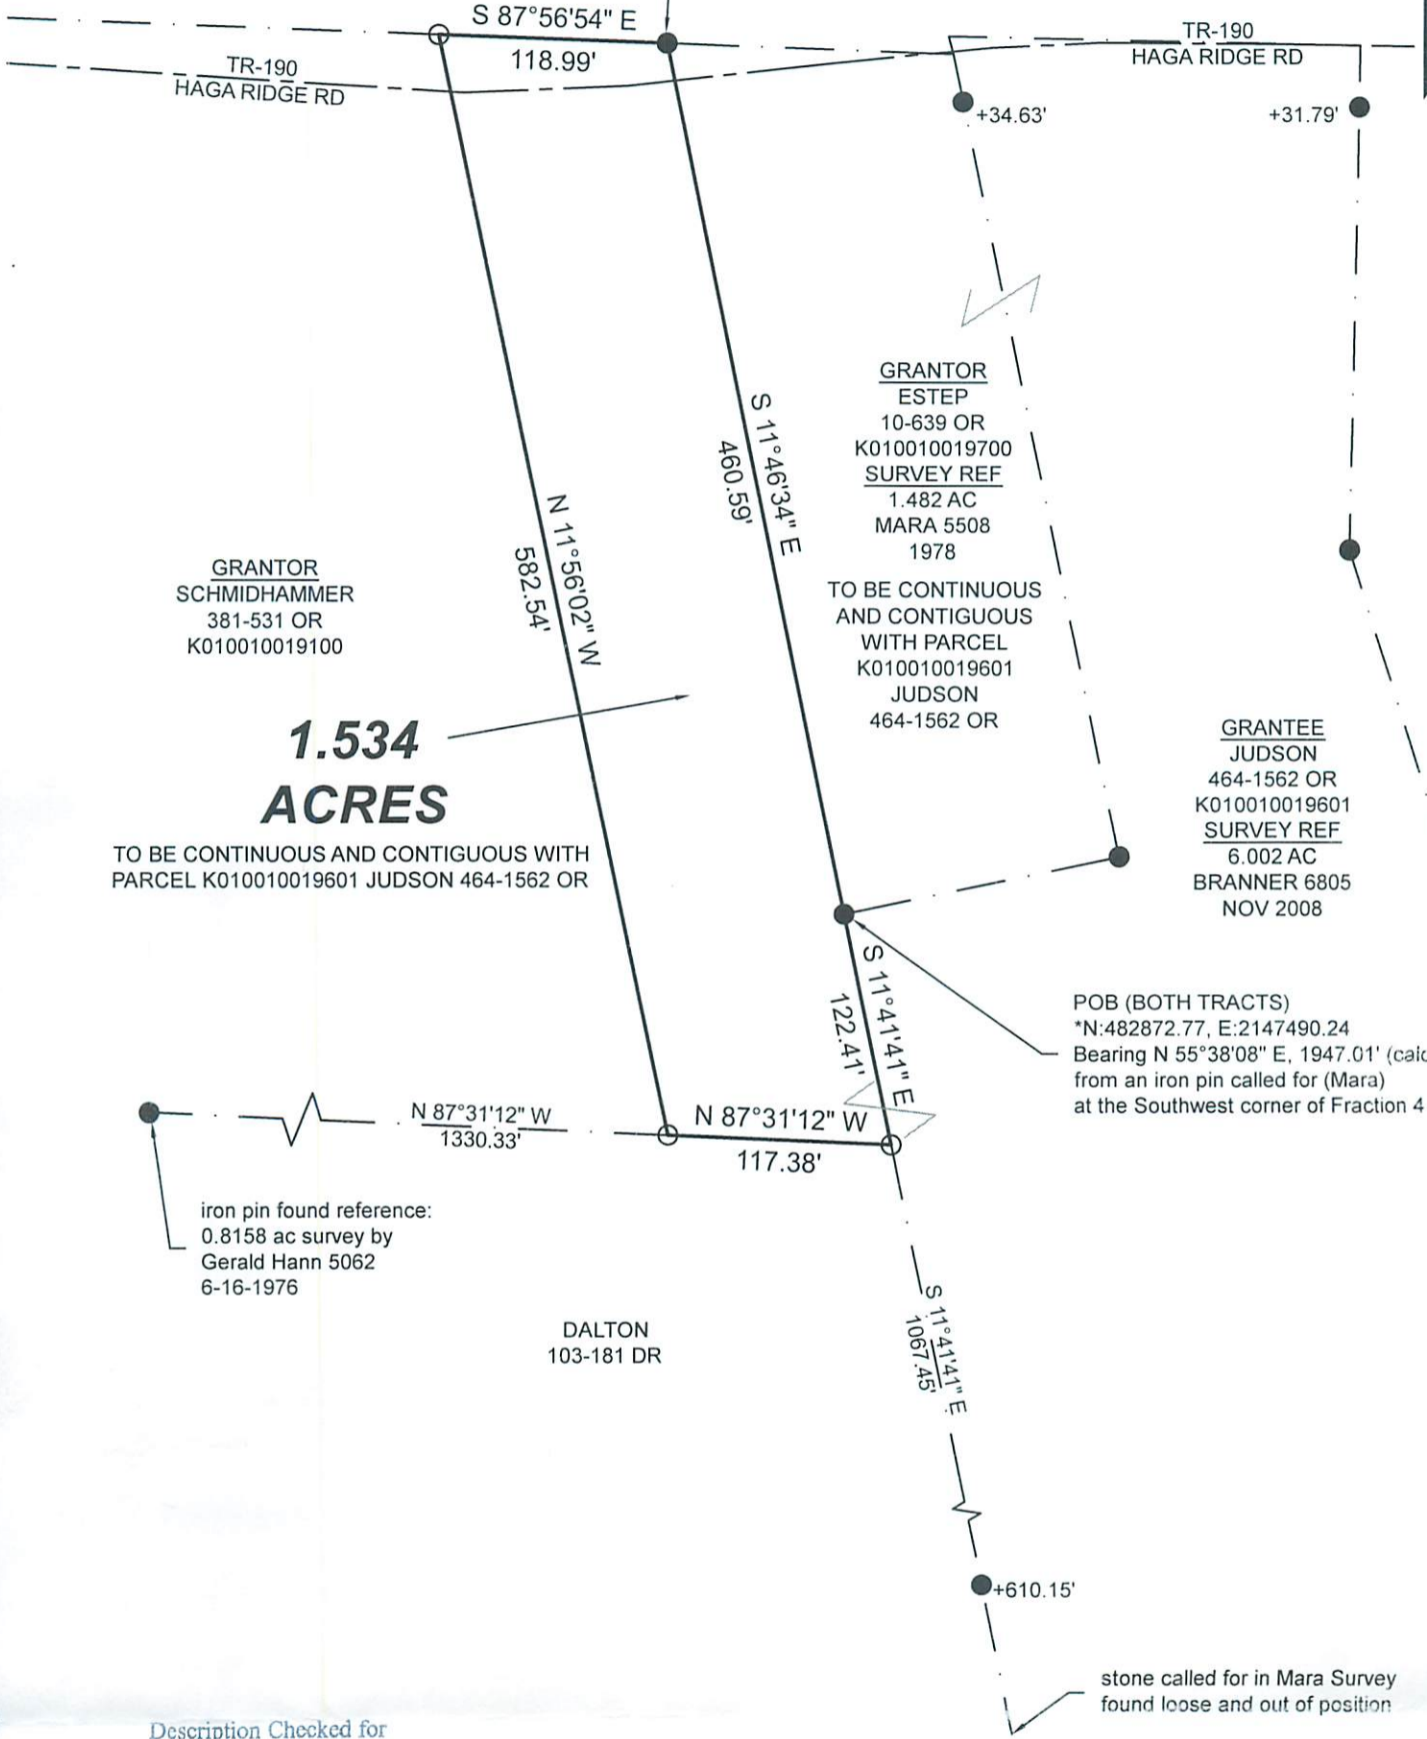 S 87°56'54" E
118.99'
TR-190
HAGA RIDGE RD
TR-190
HAGA RIDGE RD
+34.63'
+31.79'
S 11°46'34" E
460.59'
N 11°56'02" W
582.54'
GRANTOR
ESTEP
10-639 OR
K010010019700
SURVEY REF
1.482 AC
MARA 5508
1978
TO BE CONTINUOUS
AND CONTIGUOUS
WITH PARCEL
K010010019601
JUDSON
464-1562 OR
GRANTOR
SCHMIDHAMMER
381-531 OR
K010010019100
1.534
ACRES
TO BE CONTINUOUS AND CONTIGUOUS WITH
PARCEL K010010019601 JUDSON 464-1562 OR
GRANTEE
JUDSON
464-1562 OR
K010010019601
SURVEY REF
6.002 AC
BRANNER 6805
NOV 2008
S 11°41'41" E
122.41'
POB (BOTH TRACTS)
*N:482872.77, E:2147490.24
Bearing N 55°38'08" E, 1947.01' (calc
from an iron pin called for (Mara)
at the Southwest corner of Fraction 4
N 87°31'12" W
1330.33'
N 87°31'12" W
117.38'
iron pin found reference:
0.8158 ac survey by
Gerald Hann 5062
6-16-1976
DALTON
103-181 DR
S 11°41'41" E
1067.45'
+610.15'
stone called for in Mara Survey
found loose and out of position
Description Checked for